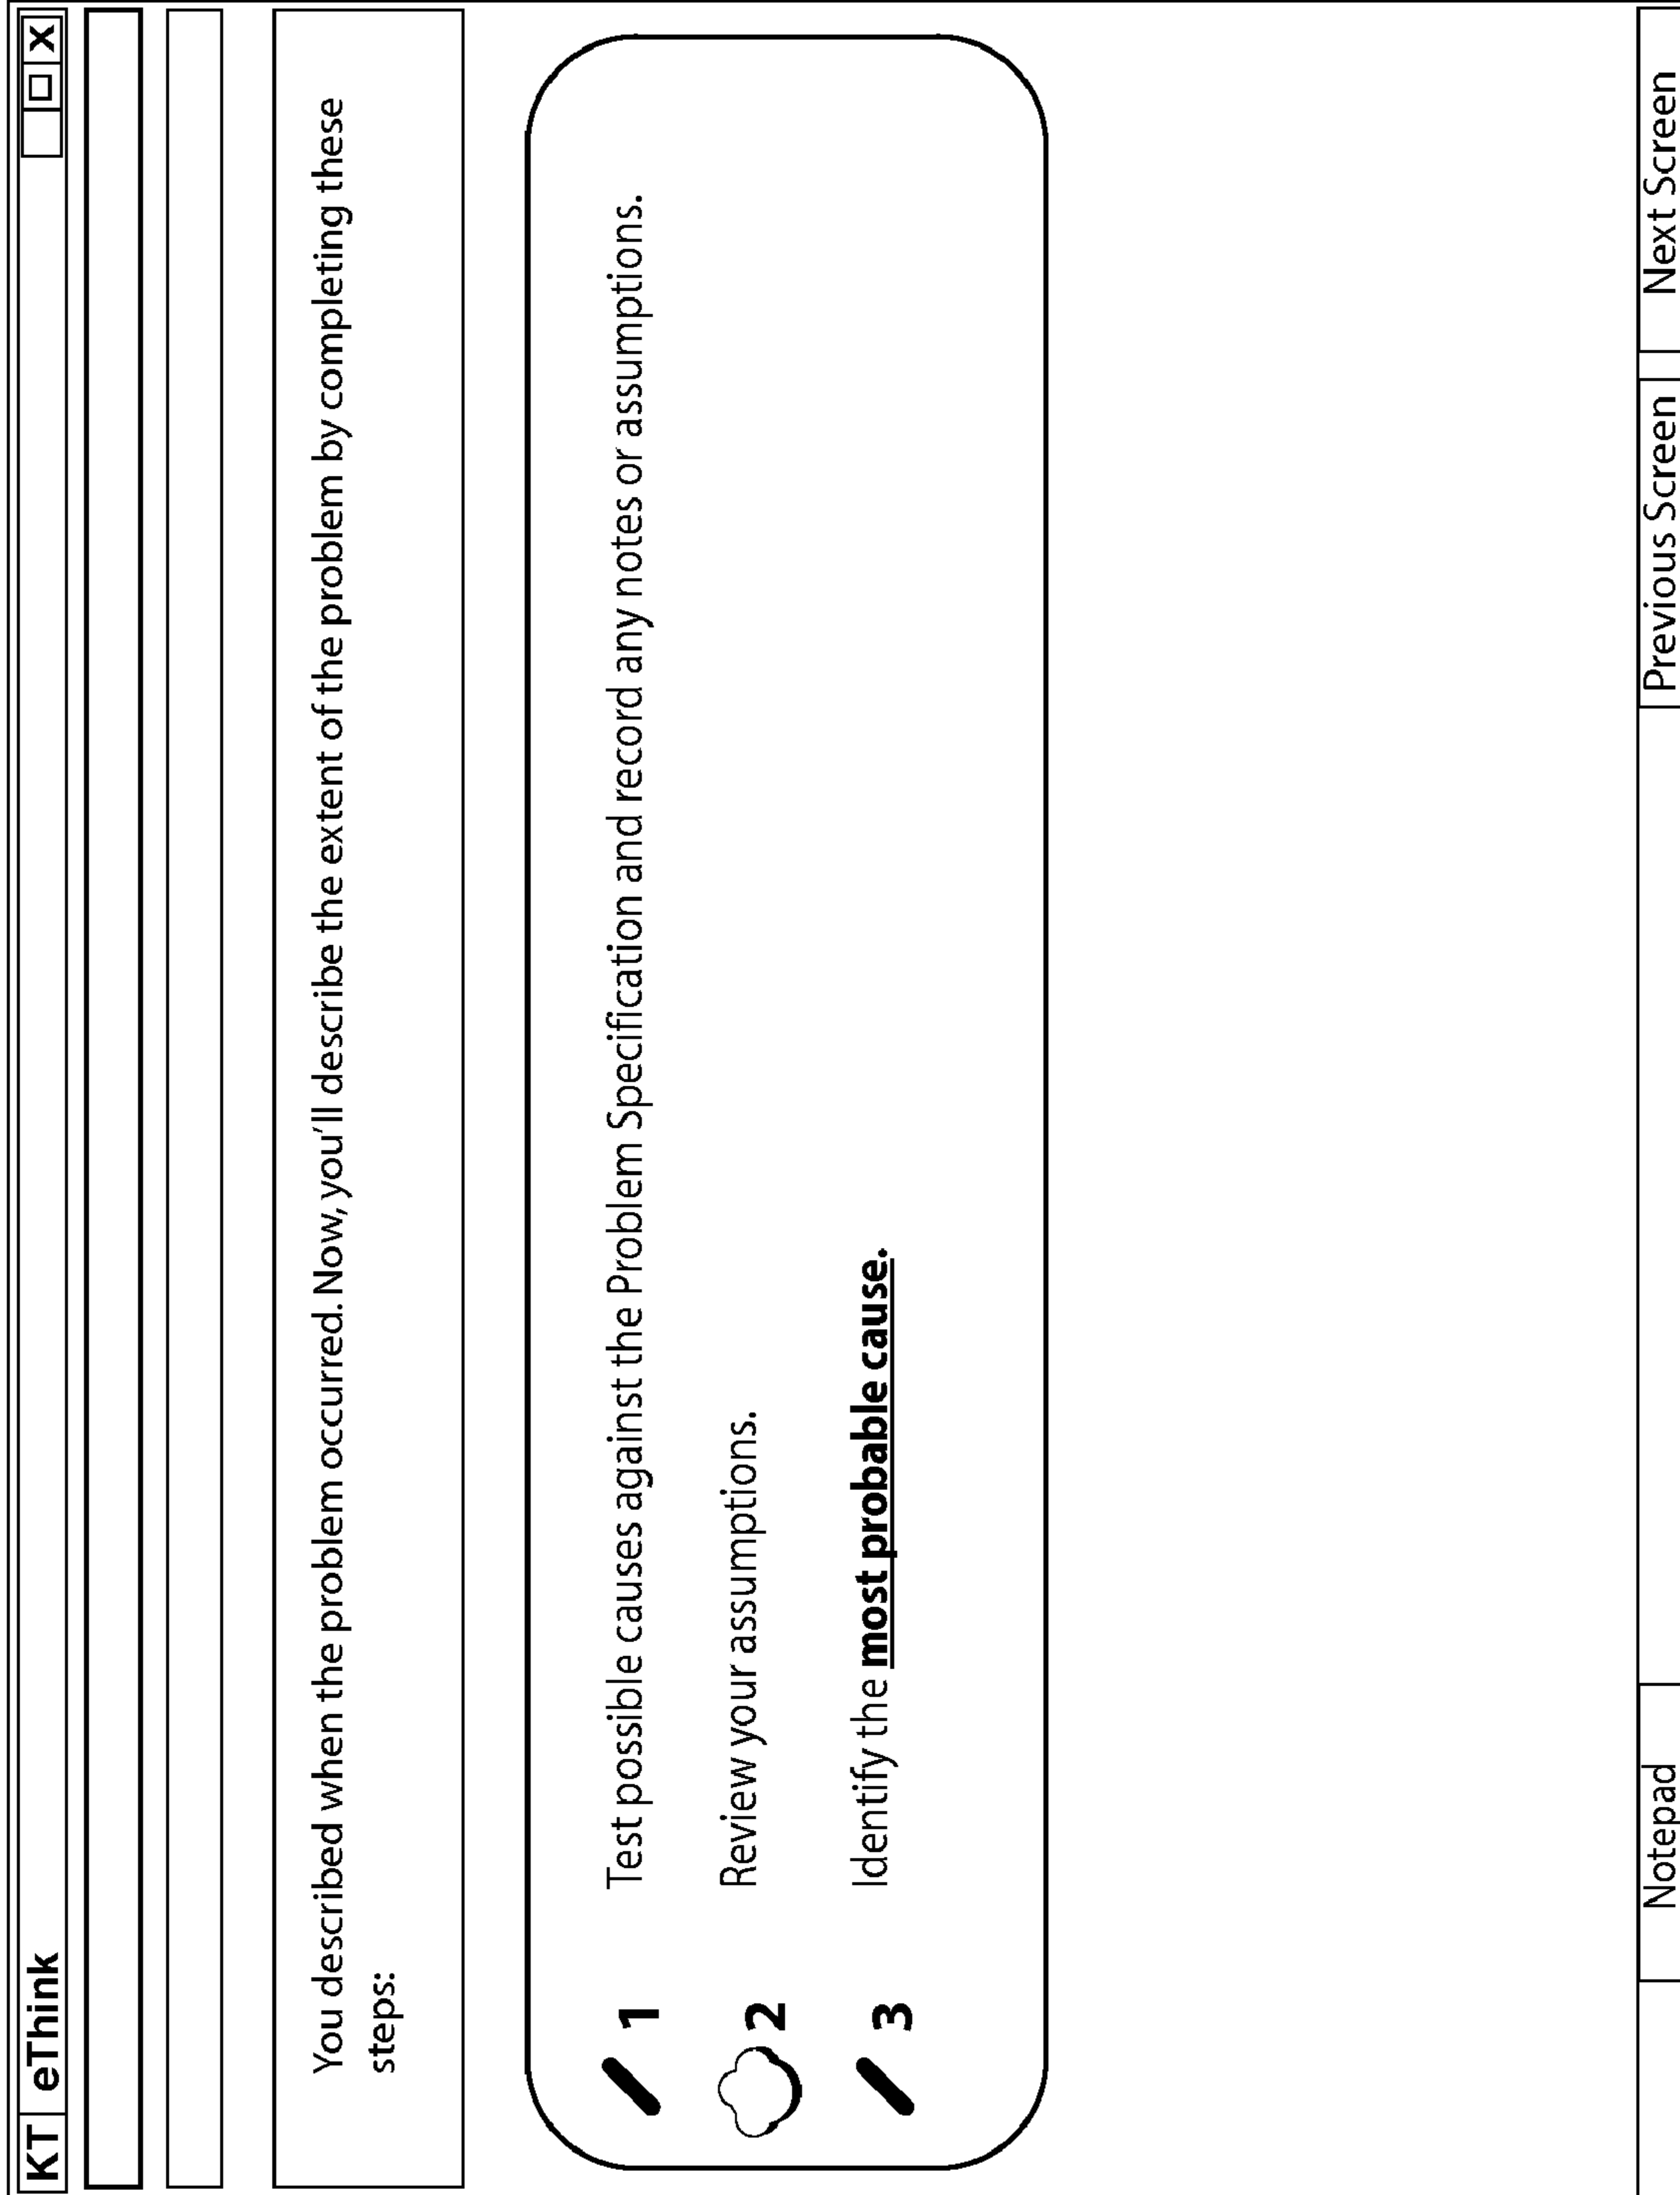 KT eThink X
You described when the problem occurred. Now, you'll describe the extent of the problem by completing these
steps:
1 Test possible causes against the Problem Specification and record any notes or assumptions.
2 Review your assumptions.
3 Identify the most probable cause.
Notepad Previous Screen Next Screen